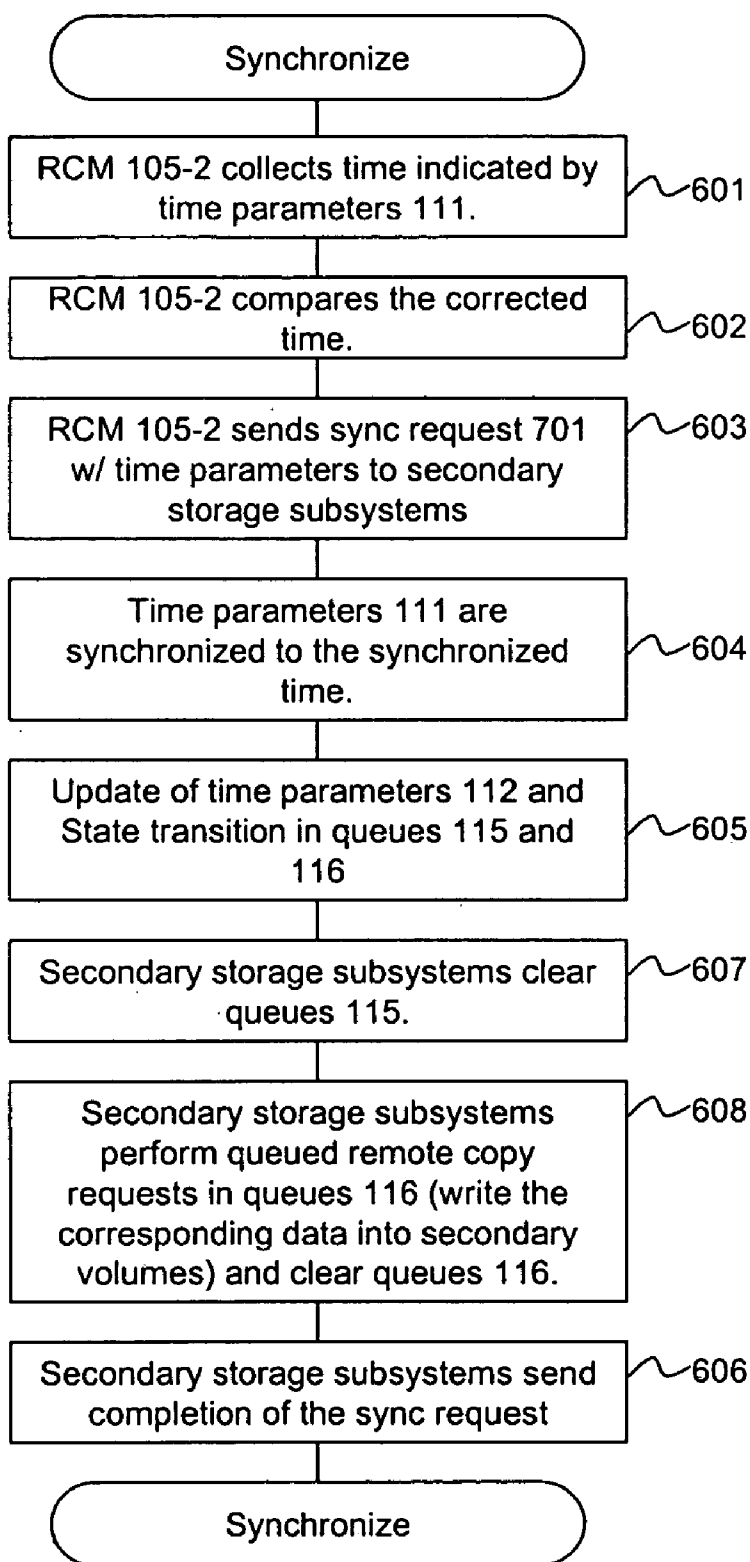 Synchronize
RCM 105-2 collects time indicated by
time parameters 111.
601
RCM 105-2 compares the corrected
time.
602
RCM 105-2 sends sync request 701
w/ time parameters to secondary
storage subsystems
603
Time parameters 111 are
synchronized to the synchronized
time.
604
Update of time parameters 112 and
State transition in queues 115 and
116
605
Secondary storage subsystems clear
queues 115.
607
Secondary storage subsystems
perform queued remote copy
requests in queues 116 (write the
corresponding data into secondary
volumes) and clear queues 116.
608
Secondary storage subsystems send
completion of the sync request
606
Synchronize